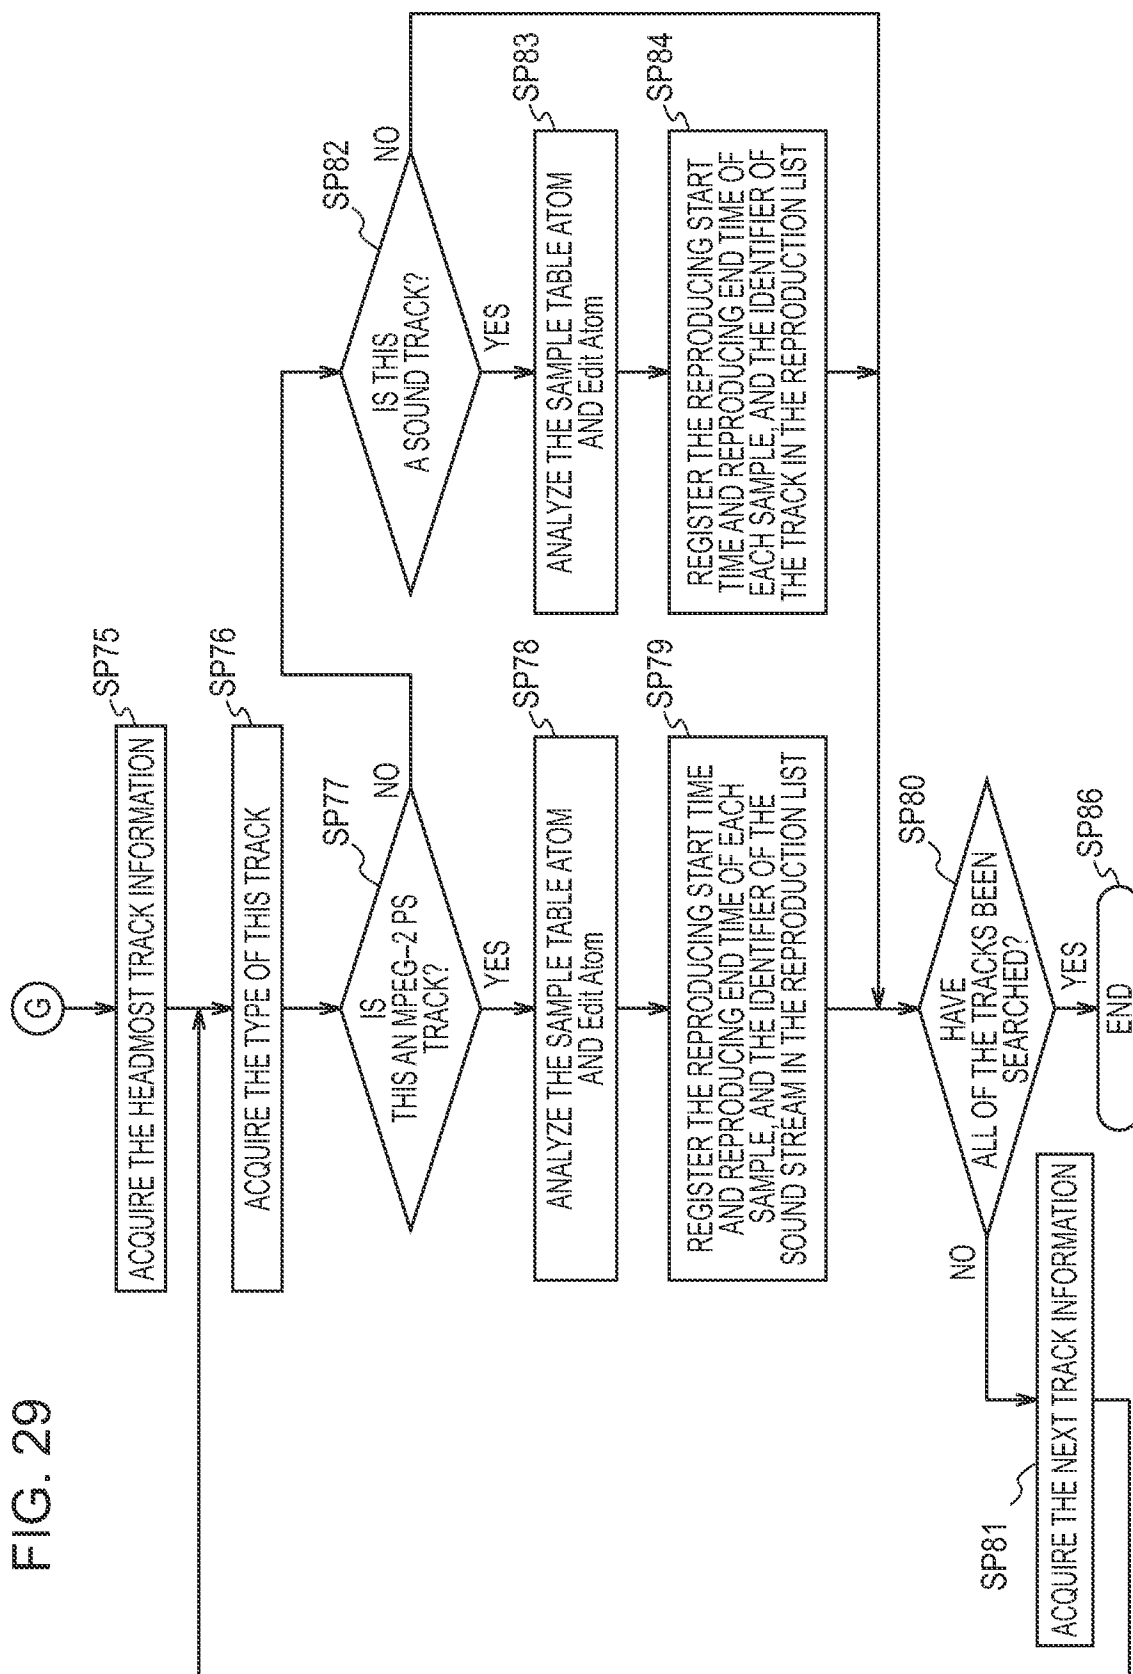 FIG. 29
G
ACQUIRE THE HEADMOST TRACK INFORMATION
SP75
ACQUIRE THE TYPE OF THIS TRACK
SP76
IS
THIS AN MPEG-2 PS
TRACK?
SP77
NO
YES
ANALYZE THE SAMPLE TABLE ATOM
AND Edit Atom
SP78
REGISTER THE REPRODUCING START TIME
AND REPRODUCING END TIME OF EACH
SAMPLE, AND THE IDENTIFIER OF THE
SOUND STREAM IN THE REPRODUCTION LIST
SP79
IS THIS
A SOUND TRACK?
SP82
NO
YES
ANALYZE THE SAMPLE TABLE ATOM
AND Edit Atom
SP83
REGISTER THE REPRODUCING START
TIME AND REPRODUCING END TIME OF
EACH SAMPLE, AND THE IDENTIFIER OF
THE TRACK IN THE REPRODUCTION LIST
SP84
HAVE
ALL OF THE TRACKS BEEN
SEARCHED?
SP80
NO
YES
SP81
ACQUIRE THE NEXT TRACK INFORMATION
END
SP86